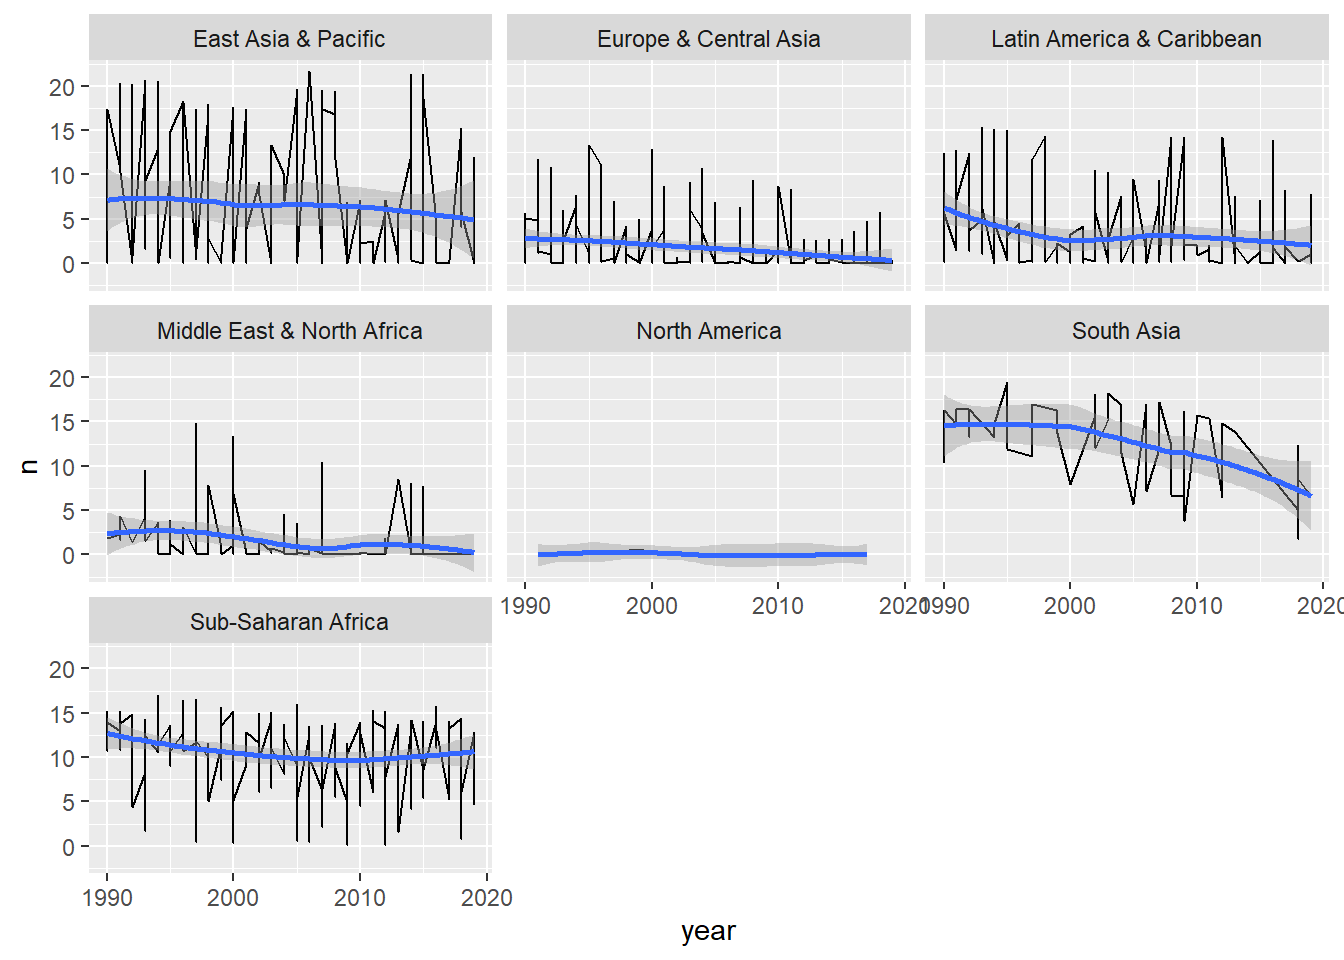 East Asia & Pacific
Europe & Central Asia
Latin America & Caribbean
20
15
10
5
0
Middle East & North Africa
North America
South Asia
20
15
10
5
0
n
1990 2000 2010 2020
1990 2000 2010 2020
Sub-Saharan Africa
20
15
10
5
0
1990 2000 2010 2020
year